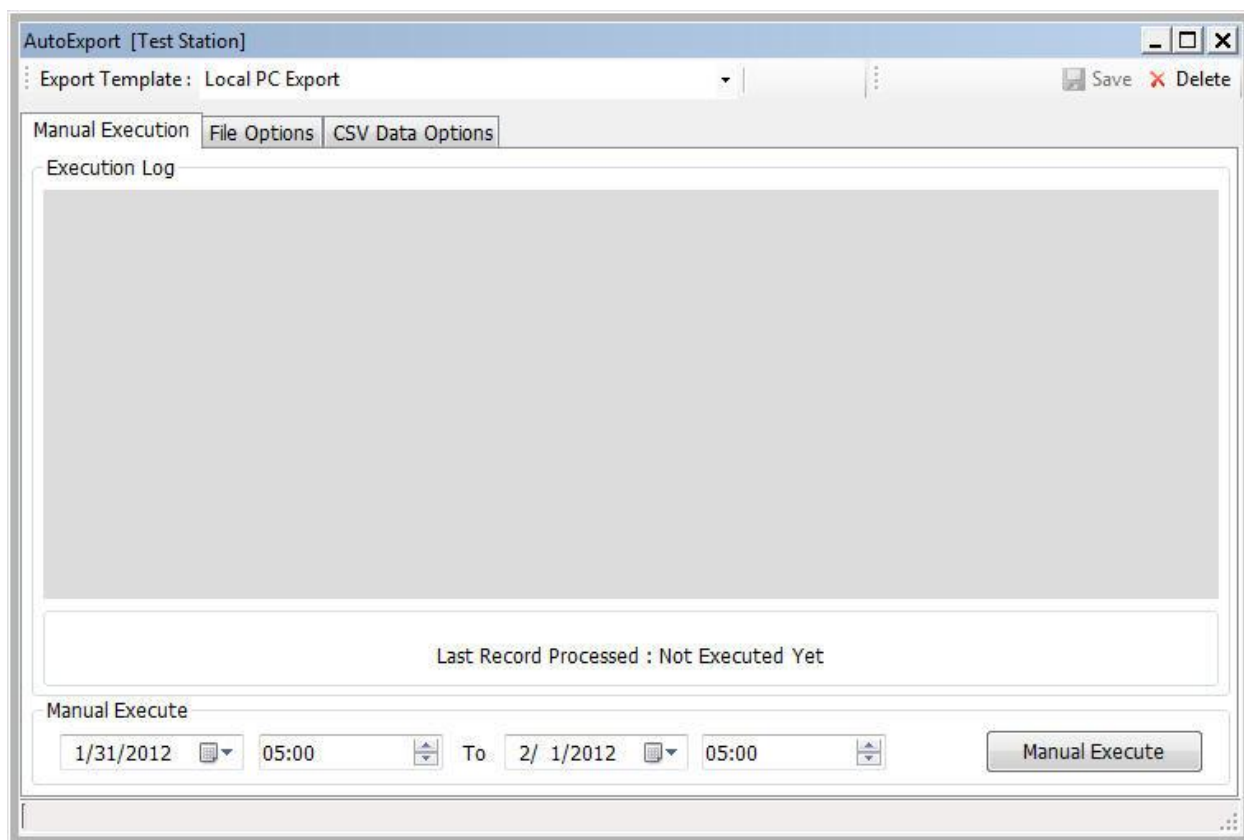 AutoExport [Test Station]
Export Template : Local PC Export
Save Delete
Manual Execution File Options CSV Data Options
Execution Log
Last Record Processed : Not Executed Yet
Manual Execute
1/31/2012 05:00 To 2/ 1/2012 05:00 Manual Execute